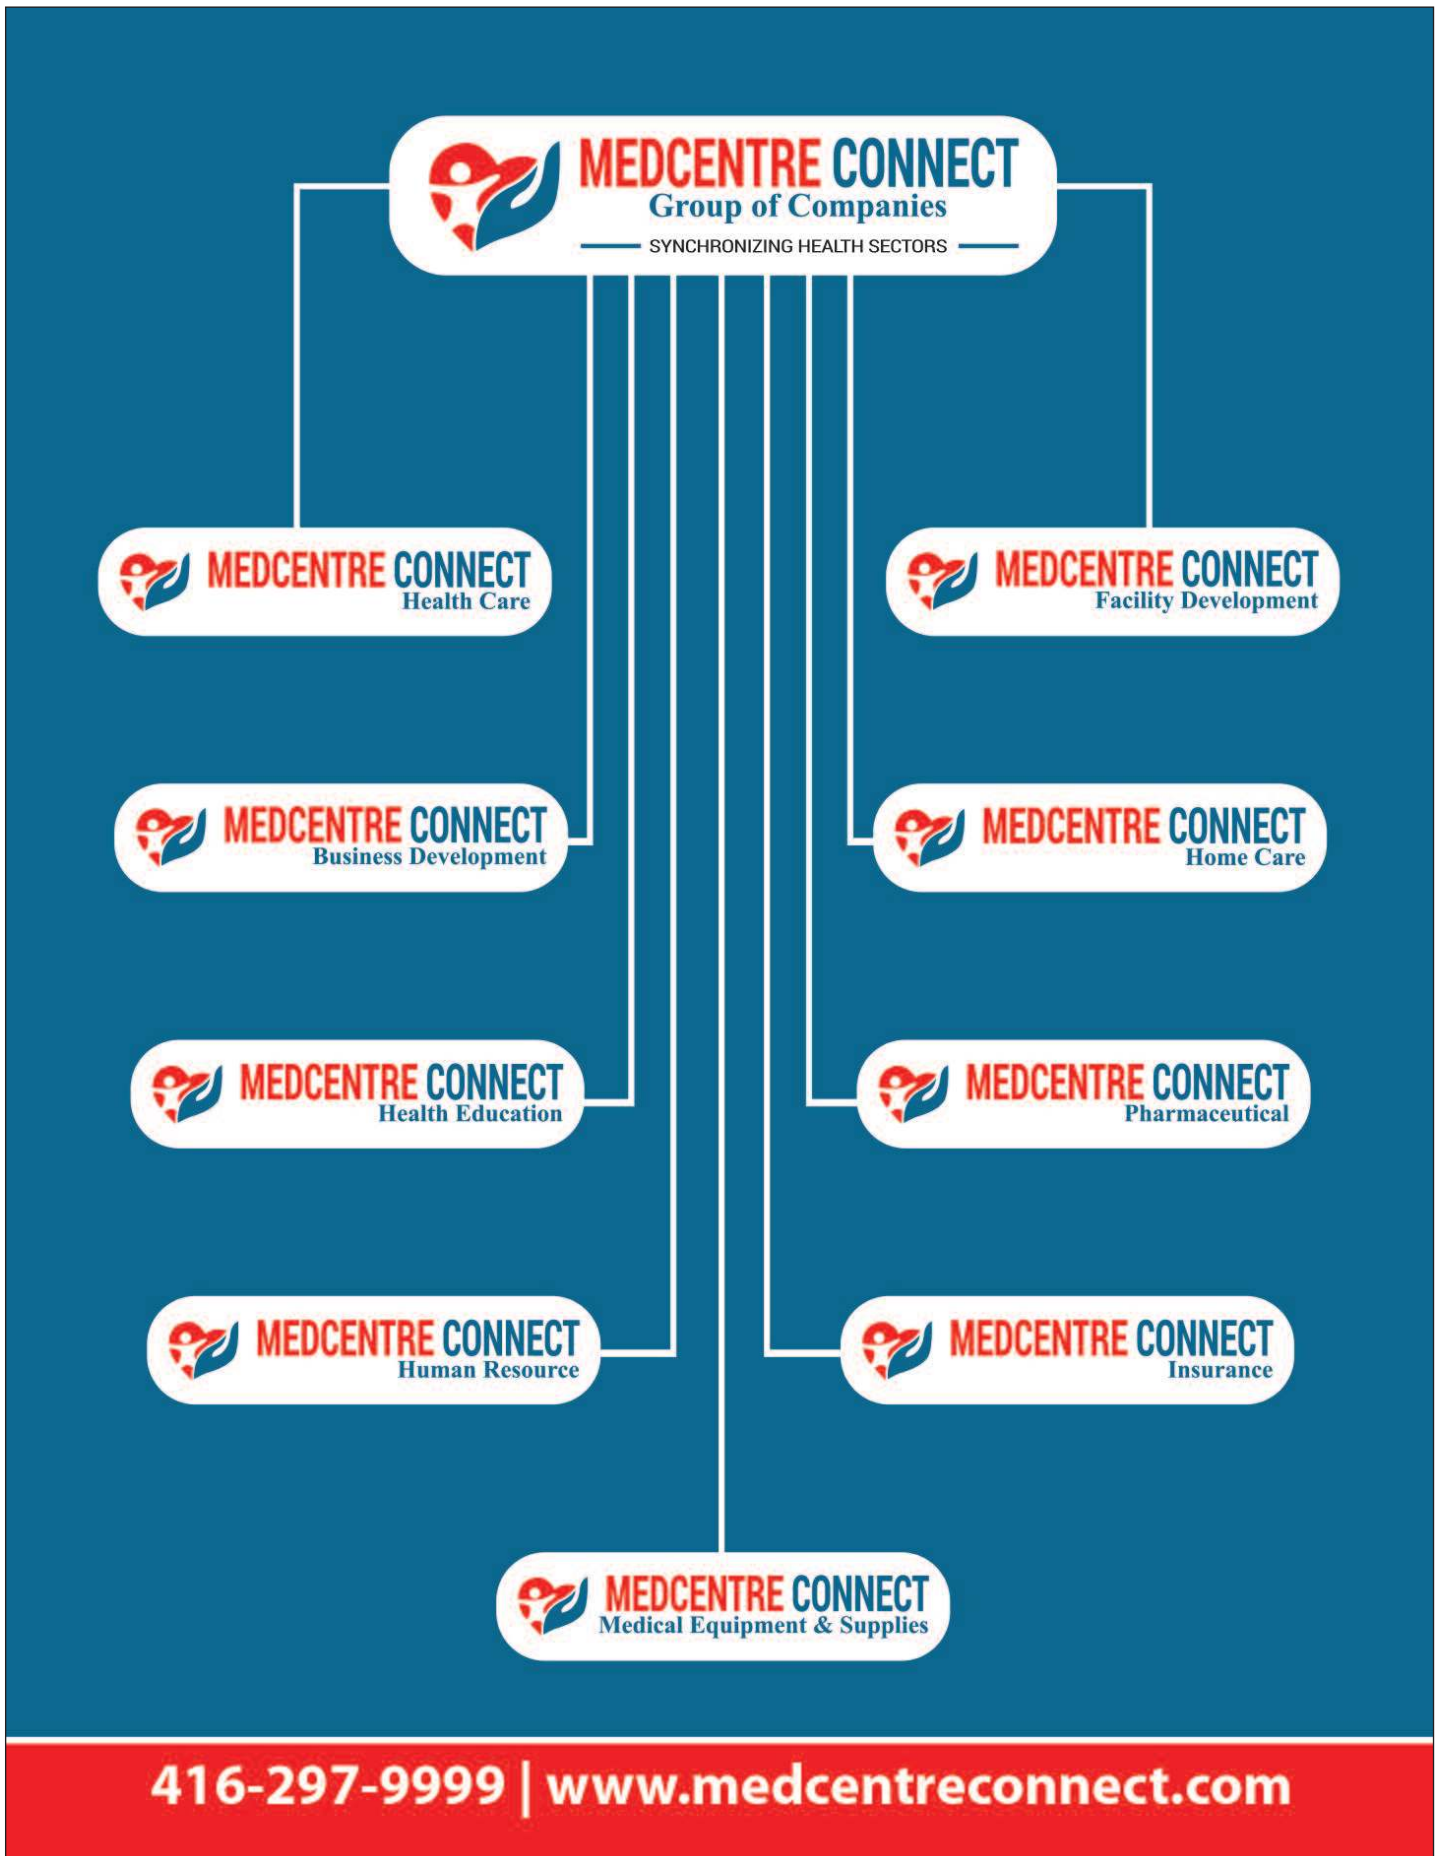 MEDCENTRE CONNECT
Group of Companies
SYNCHRONIZING HEALTH SECTORS
MEDCENTRE CONNECT
Health Care
MEDCENTRE CONNECT
Facility Development
MEDCENTRE CONNECT
Business Development
MEDCENTRE CONNECT
Home Care
MEDCENTRE CONNECT
Health Education
MEDCENTRE CONNECT
Pharmaceutical
MEDCENTRE CONNECT
Human Resource
MEDCENTRE CONNECT
Insurance
MEDCENTRE CONNECT
Medical Equipment & Supplies
416-297-9999 | www.medcentreconnect.com